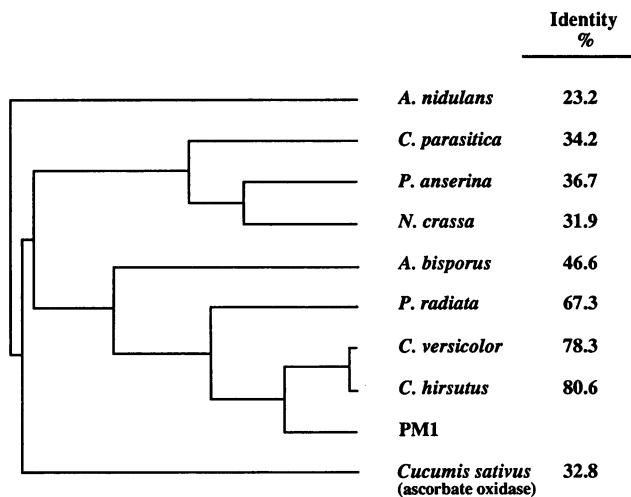 Identity
%
A. nidulans 23.2
C. parasitica 34.2
P. anserina 36.7
N. crassa 31.9
A. bisporus 46.6
P. radiata 67.3
C. versicolor 78.3
C. hirsutus 80.6
PM1
Cucumis sativus 32.8
(ascorbate oxidase)